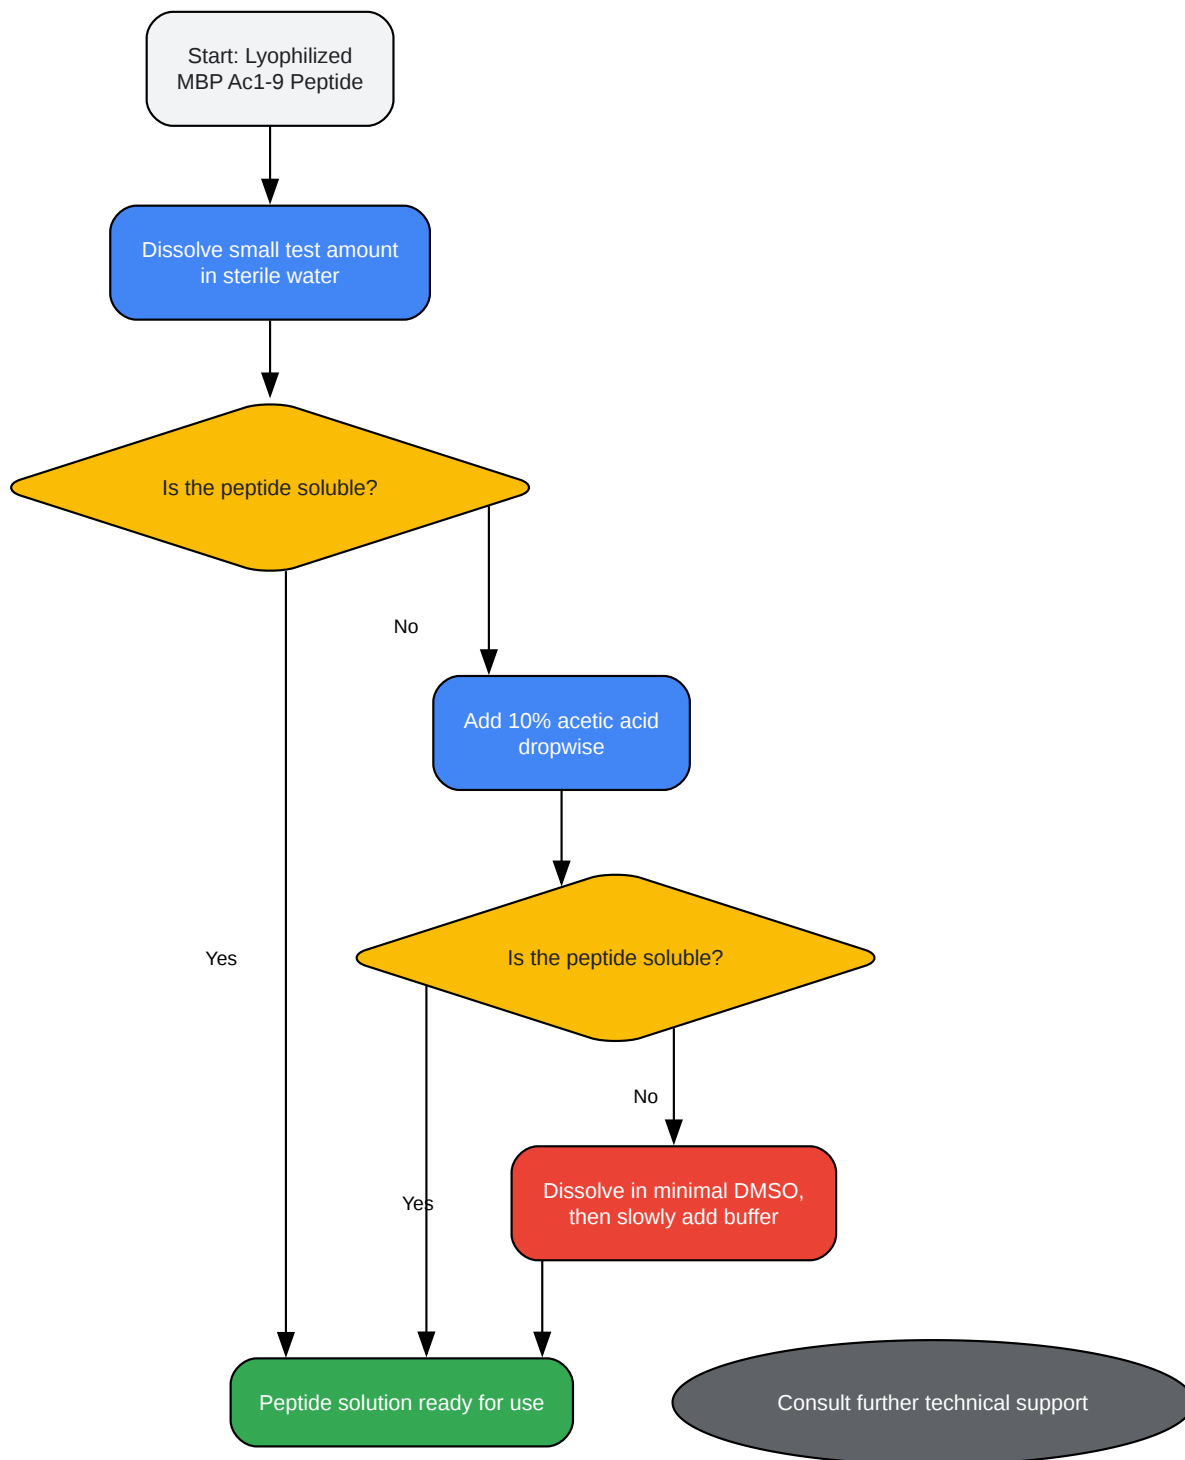 Start: Lyophilized
MBP Ac1-9 Peptide
Dissolve small test amount
in sterile water
Is the peptide soluble?
No
Add 10% acetic acid
dropwise
Yes
Is the peptide soluble?
No
Yes
Dissolve in minimal DMSO,
then slowly add buffer
Peptide solution ready for use
Consult further technical support